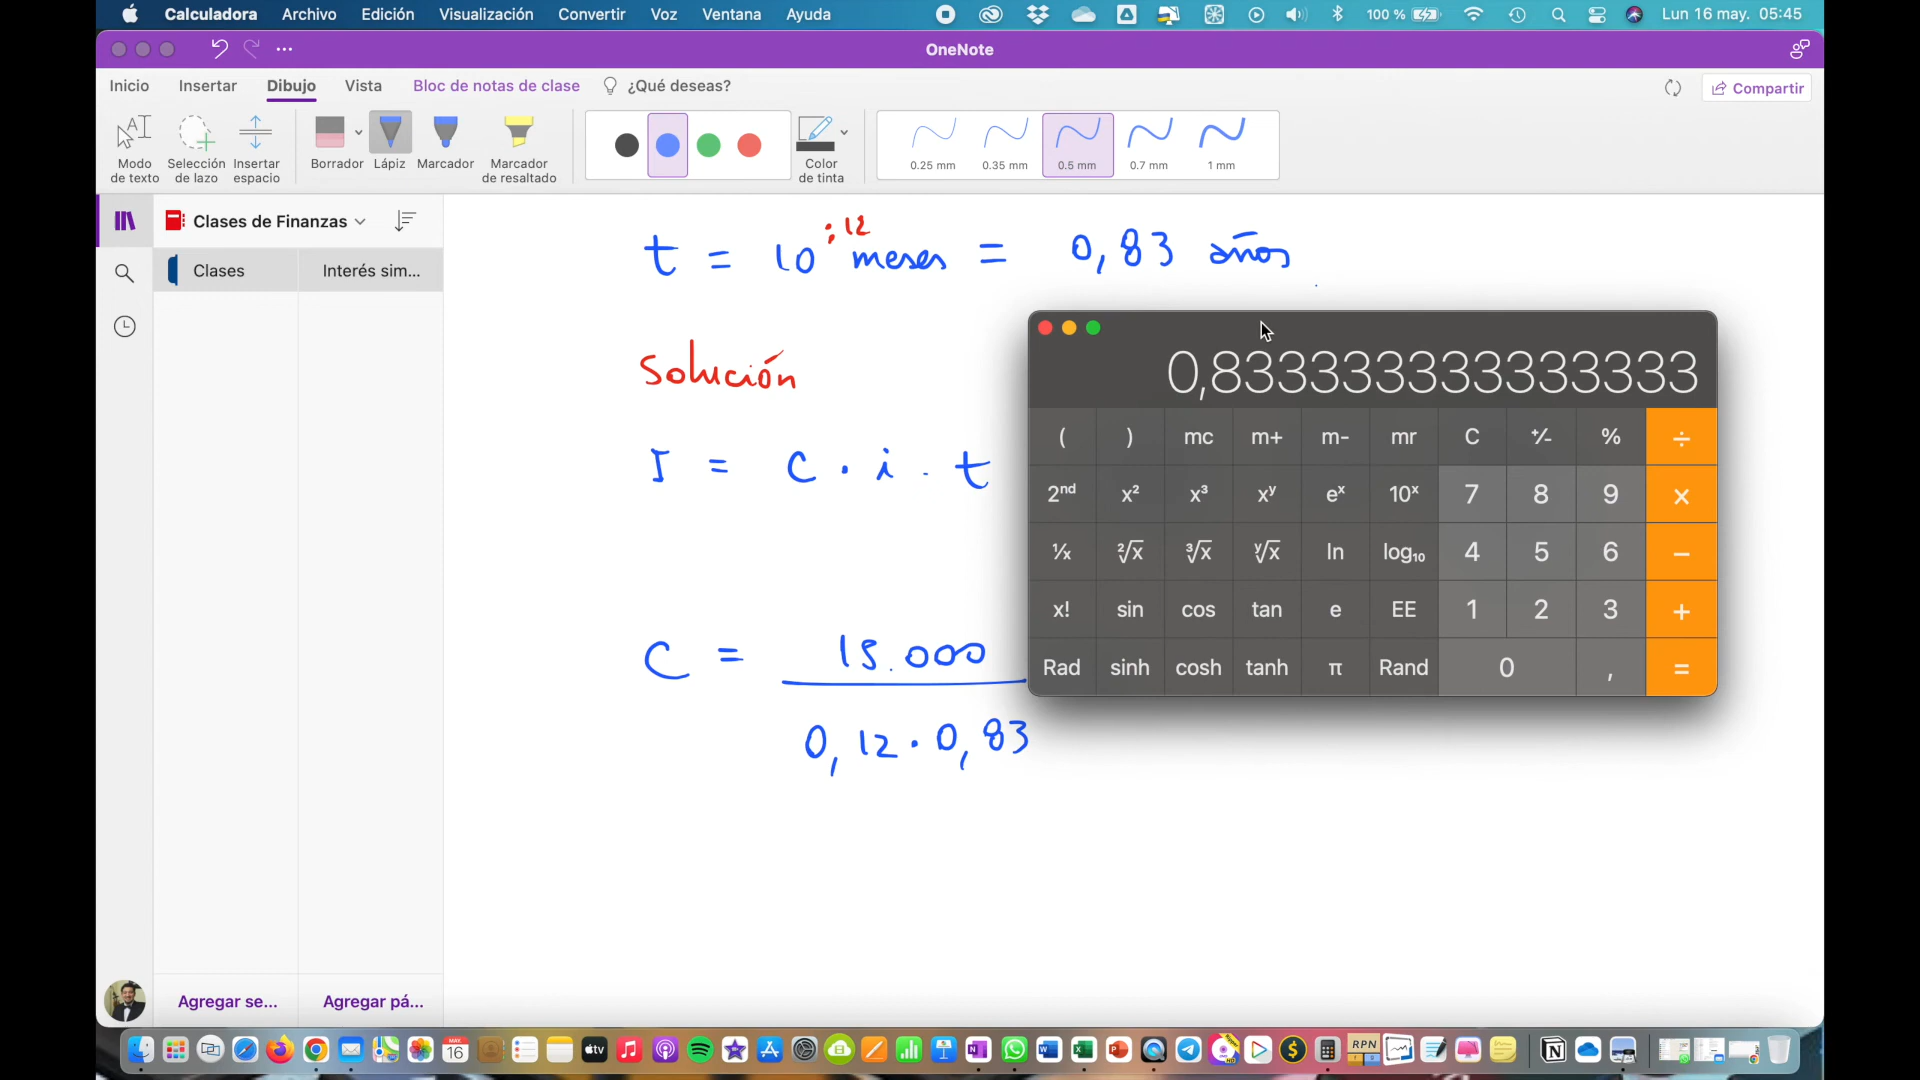 Calculadora Archivo Edición Visualización Convertir Voz Ventana Ayuda 100 % Lun 16 may. 05:45
OneNote
Inicio Insertar Dibujo Vista Bloc de notas de clase ¿Qué deseas? Compartir
Modo de texto
Selección de lazo
Insertar espacio
Borrador
Lápiz
Marcador
Marcador de resaltado
Color de tinta
0.25 mm 0.35 mm 0.5 mm 0.7 mm 1 mm
Clases de Finanzas
Clases Interés sim...
:12
t = 10 meses = 0,83 años
Solución
I = C . i . t
C = 15.000
0,12 . 0,83
0,833333333333333
( ) mc m+ m- mr C +/- % ÷
2nd x² x³ xʸ eˣ 10ˣ 7 8 9 ×
1/x ²√x ³√x ʸ√x ln log₁₀ 4 5 6 −
x! sin cos tan e EE 1 2 3 +
Rad sinh cosh tanh π Rand 0 , =
Agregar se... Agregar pá...
MAY
16
tv
RPN